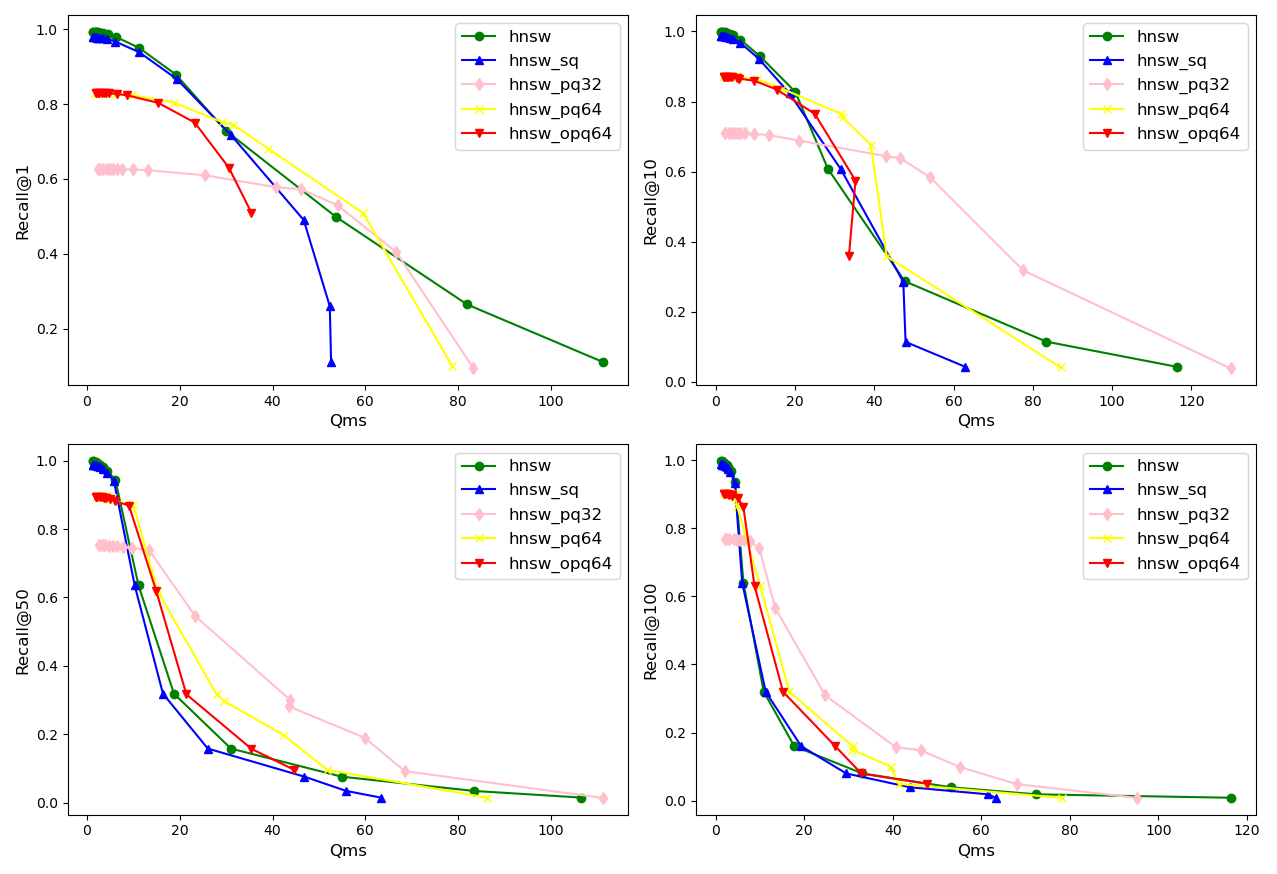 Recall@1
1.0
0.8
0.6
0.4
0.2
0 20 40 60 80 100
Qms
hnsw
hnsw_sq
hnsw_pq32
hnsw_pq64
hnsw_opq64
Recall@10
1.0
0.8
0.6
0.4
0.2
0.0
0 20 40 60 80 100 120
Qms
hnsw
hnsw_sq
hnsw_pq32
hnsw_pq64
hnsw_opq64
Recall@50
1.0
0.8
0.6
0.4
0.2
0.0
0 20 40 60 80 100
Qms
hnsw
hnsw_sq
hnsw_pq32
hnsw_pq64
hnsw_opq64
Recall@100
1.0
0.8
0.6
0.4
0.2
0.0
0 20 40 60 80 100 120
Qms
hnsw
hnsw_sq
hnsw_pq32
hnsw_pq64
hnsw_opq64